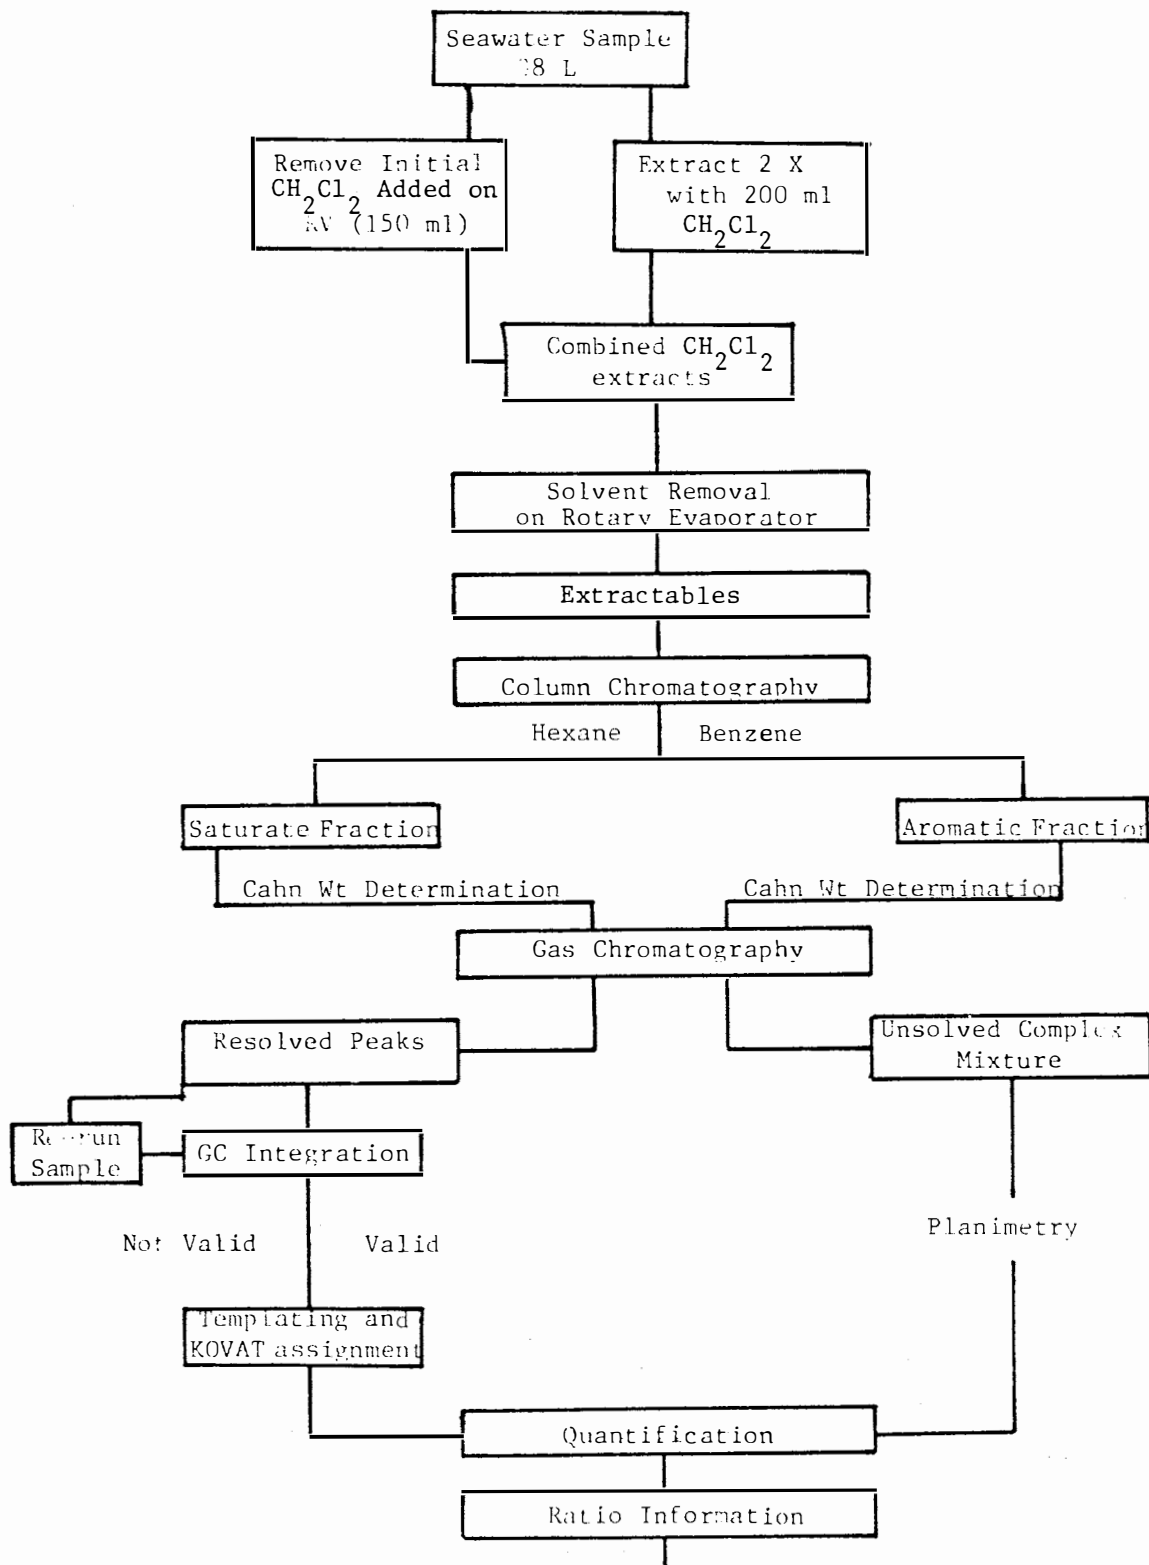 Seawater Sample
8 L
Remove Initial
CH2Cl2 Added on
(150 ml)
Extract 2 X
with 200 ml
CH2Cl2
Combined CH2Cl2
extracts
Solvent Removal
on Rotary Evaporator
Extractables
Column Chromatography
Hexane Benzene
Saturate Fraction
Aromatic Fraction
Cahn Wt Determination
Cahn Wt Determination
Gas Chromatography
Resolved Peaks
Unsolved Complex
Mixture
Sample
GC Integration
Not Valid Valid
Planimetry
Templating and
KOVAT assignment
Quantification
Ratio Information